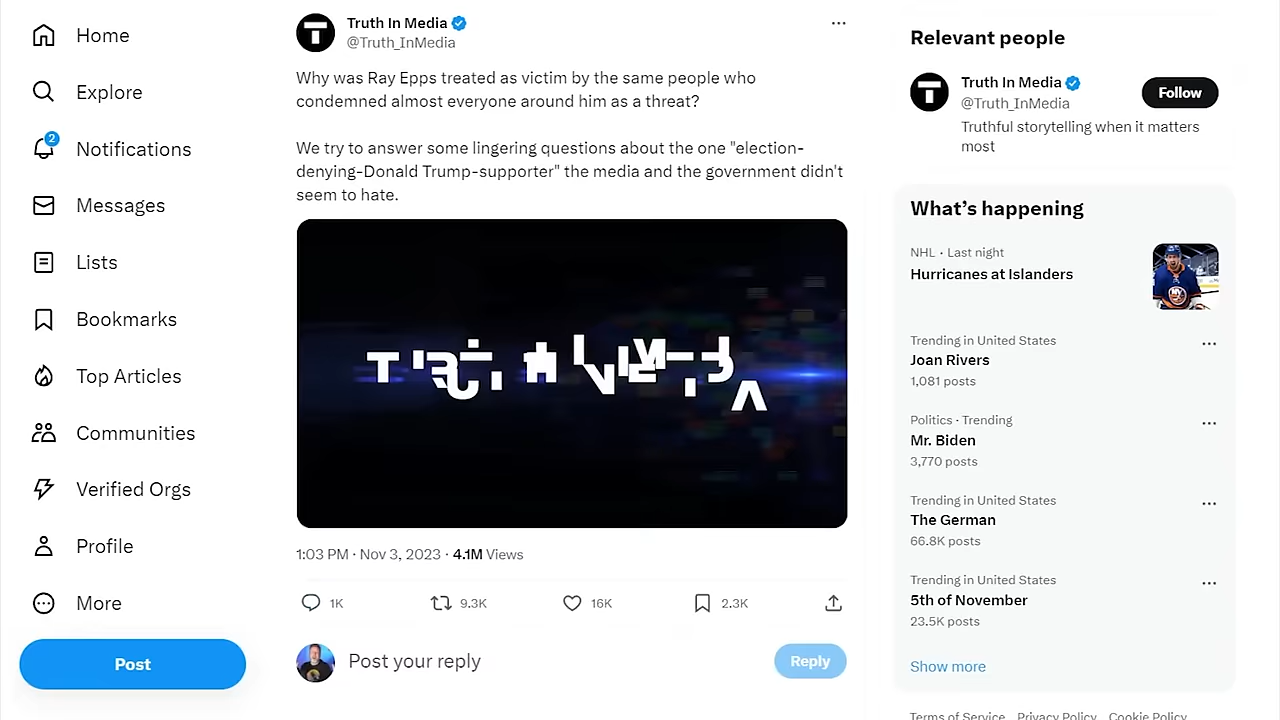 Home
Explore
2
Notifications
Messages
Lists
Bookmarks
Top Articles
Communities
Verified Orgs
Profile
More
Post
Truth In Media
@Truth_InMedia
Why was Ray Epps treated as victim by the same people who
condemned almost everyone around him as a threat?
We try to answer some lingering questions about the one "election-
denying-Donald Trump-supporter" the media and the government didn't
seem to hate.
1:03 PM · Nov 3, 2023 · 4.1M Views
1K 9.3K 16K 2.3K
Post your reply
Reply
Relevant people
Truth In Media
@Truth_InMedia
Follow
Truthful storytelling when it matters
most
What's happening
NHL · Last night
Hurricanes at Islanders
Trending in United States
Joan Rivers
1,081 posts
Politics · Trending
Mr. Biden
3,770 posts
Trending in United States
The German
66.8K posts
Trending in United States
5th of November
23.5K posts
Show more
Terms of Service Privacy Policy Cookie Policy